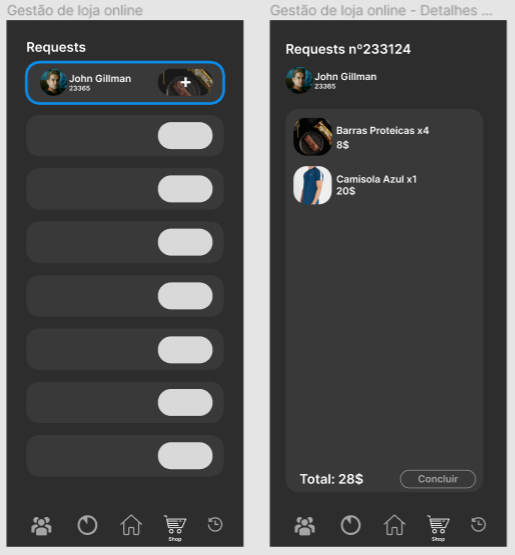 Gestão de loja online
Requests
John Gillman
23365
+
Shop
Gestão de loja online - Detalhes ...
Requests nº233124
John Gillman
23365
Barras Proteicas x4
8$
Camisola Azul x1
20$
Total: 28$
Concluir
Shop